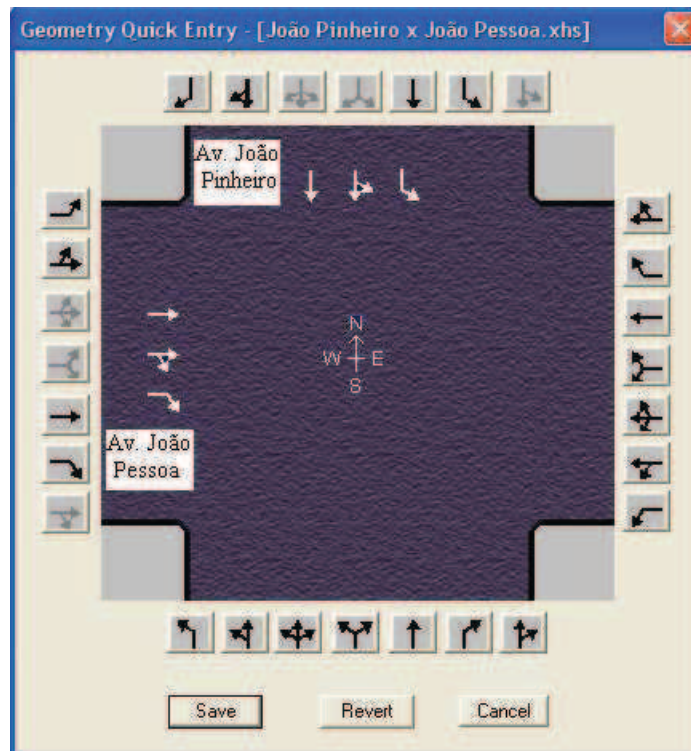 Geometry Quick Entry - [João Pinheiro x João Pessoa.xhs]
Av. João
Pinheiro
N
W E
S
Av. João
Pessoa
Save Revert Cancel